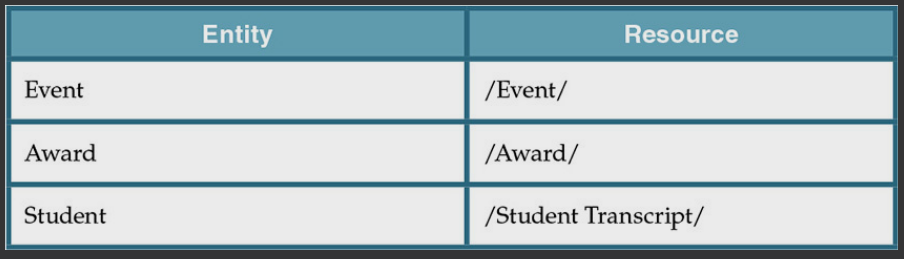 Entity Resource
Event /Event/
Award /Award/
Student /Student Transcript/